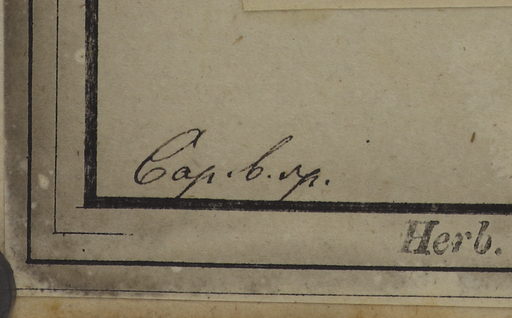 Cap. b. sp.
Herb.